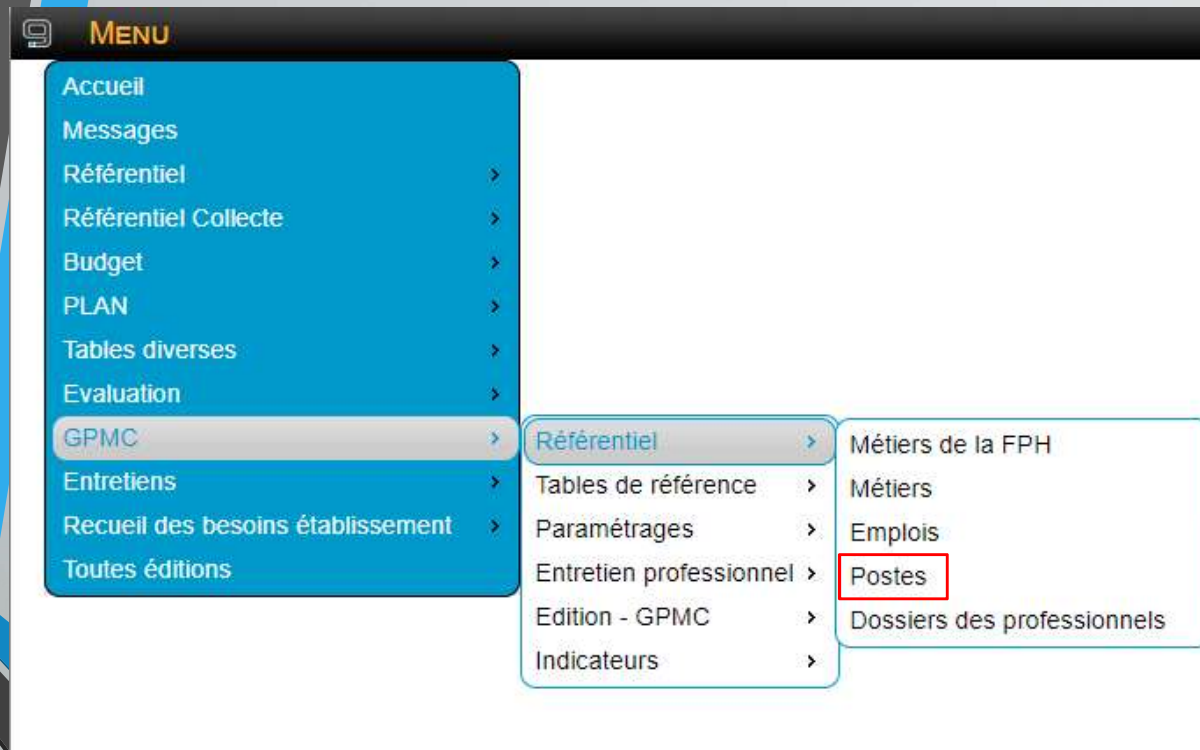 MENU
Accueil
Messages
Référentiel
Référentiel Collecte
Budget
PLAN
Tables diverses
Evaluation
GPMC
Entretiens
Recueil des besoins établissement
Toutes éditions
Référentiel
Tables de référence
Paramétrages
Entretien professionnel
Edition - GPMC
Indicateurs
Métiers de la FPH
Métiers
Emplois
Postes
Dossiers des professionnels